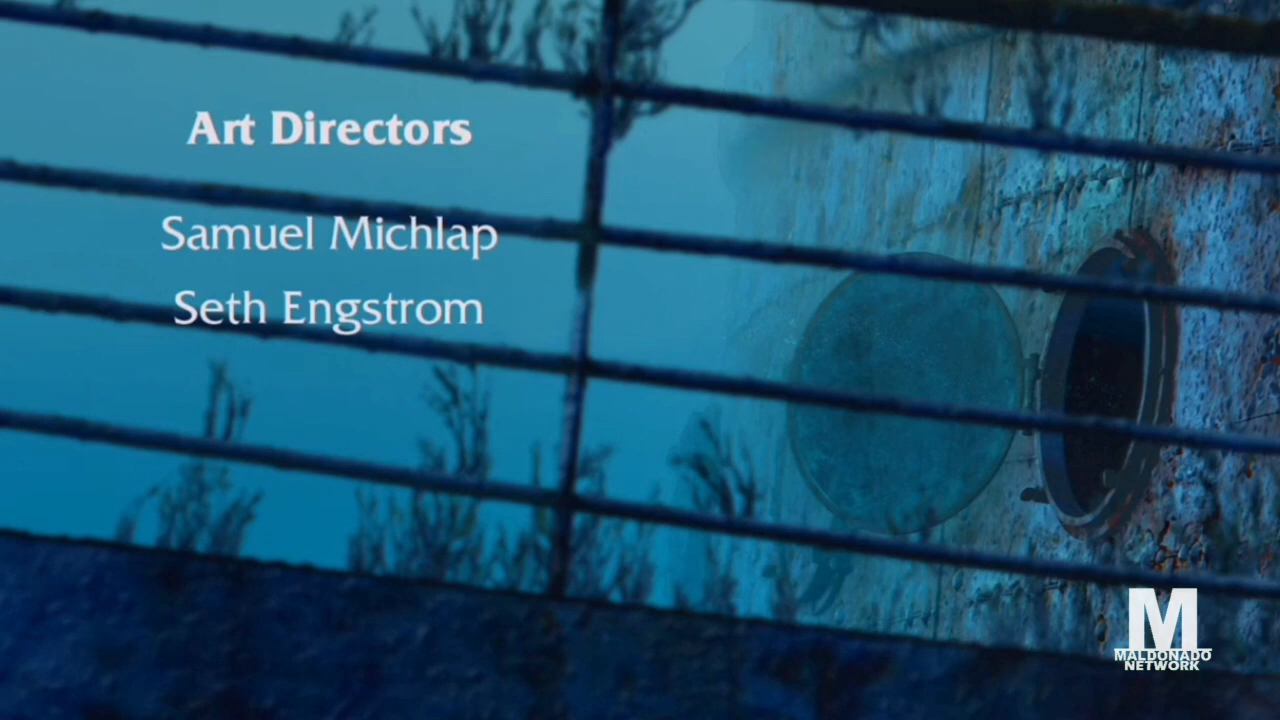 Art Directors
Samuel Michlap
Seth Engstrom
M
MALDONADO
NETWORK